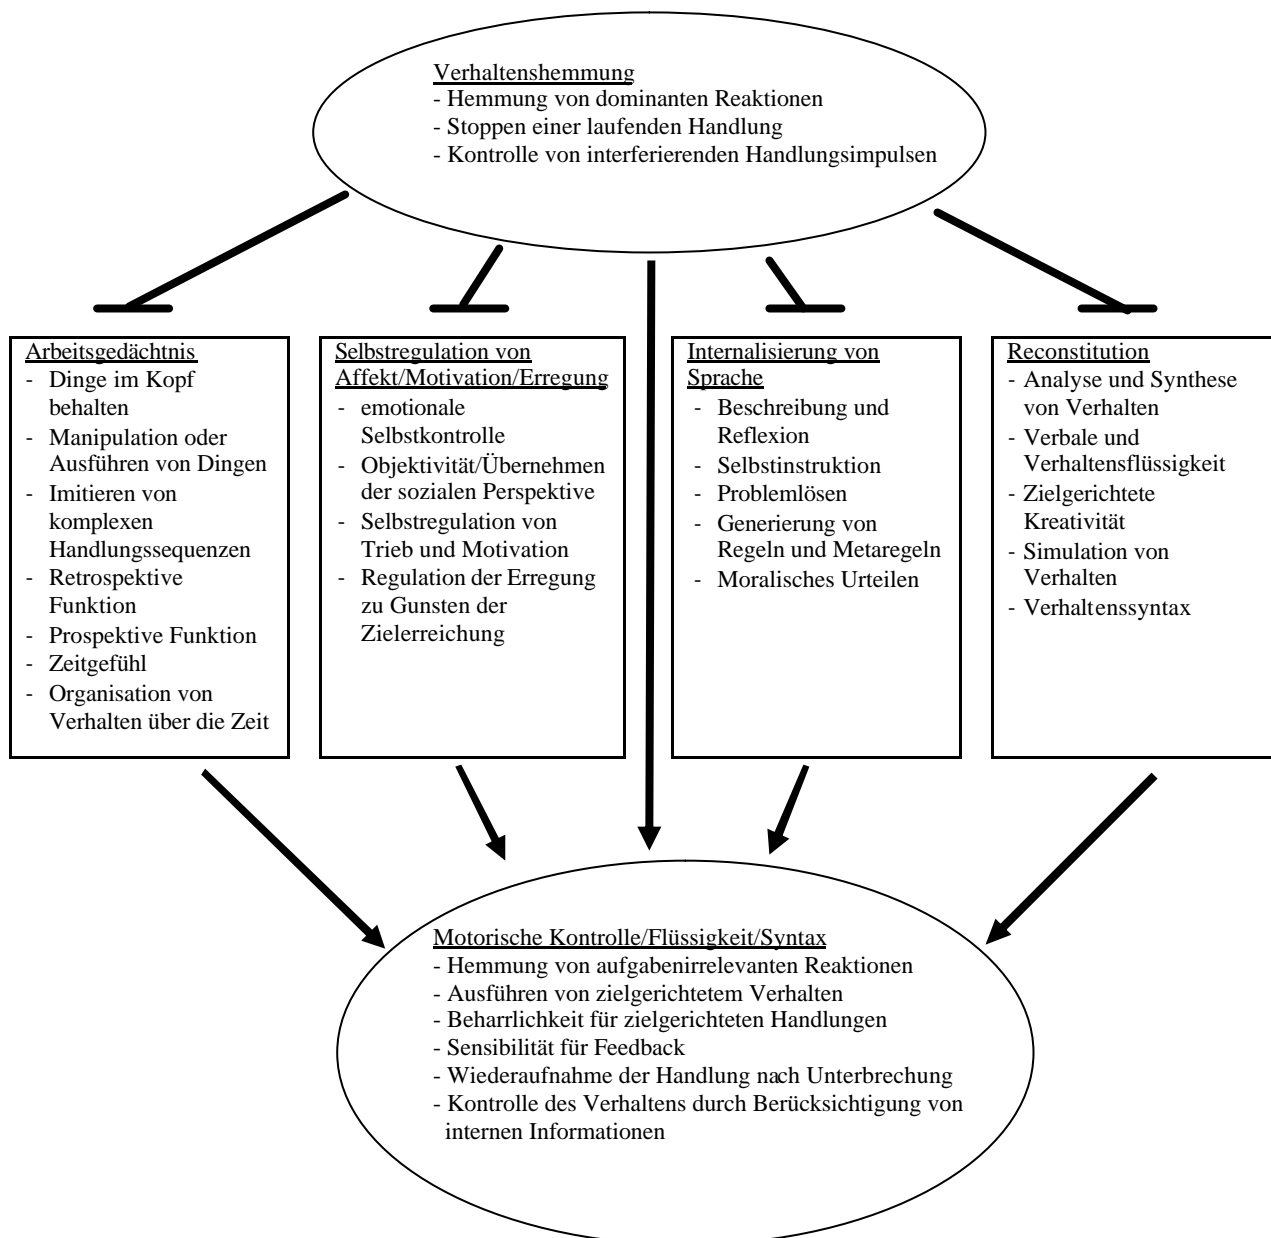 Verhaltenshemmung
- Hemmung von dominanten Reaktionen
- Stoppen einer laufenden Handlung
- Kontrolle von interferierenden Handlungsimpulsen
Arbeitsgedächtnis
- Dinge im Kopf
behalten
- Manipulation oder
Ausführen von Dingen
- Imitieren von
komplexen
Handlungssequenzen
- Retrospektive
Funktion
- Prospektive Funktion
- Zeitgefühl
- Organisation von
Verhalten über die Zeit
Selbstregulation von
Affekt/Motivation/Erregung
- emotionale
Selbstkontrolle
- Objektivität/Übernehmen
der sozialen Perspektive
- Selbstregulation von
Trieb und Motivation
- Regulation der Erregung
zu Gunsten der
Zielerreichung
Internalisierung von
Sprache
- Beschreibung und
Reflexion
- Selbstinstruktion
- Problemlösen
- Generierung von
Regeln und Metaregeln
- Moralisches Urteilen
Reconstitution
- Analyse und Synthese
von Verhalten
- Verbale und
Verhaltensflüssigkeit
- Zielgerichtete
Kreativität
- Simulation von
Verhalten
- Verhaltenssyntax
Motorische Kontrolle/Flüssigkeit/Syntax
- Hemmung von aufgabenirrelevanten Reaktionen
- Ausführen von zielgerichtetem Verhalten
- Beharrlichkeit für zielgerichteten Handlungen
- Sensibilität für Feedback
- Wiederaufnahme der Handlung nach Unterbrechung
- Kontrolle des Verhaltens durch Berücksichtigung von
internen Informationen